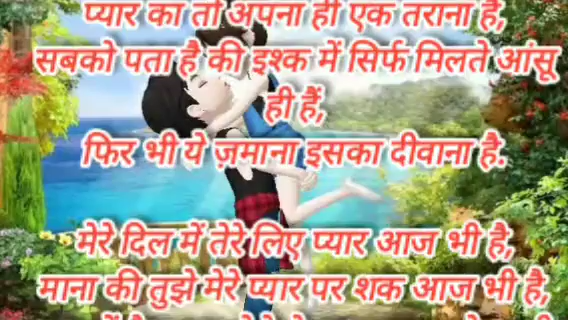 प्यार का तो अपना ही एक तराना है,
सबको पता है की इश्क में सिर्फ मिलते आंसू
ही हैं,
फिर भी ये ज़माना इसका दीवाना है.
मेरे दिल में तेरे लिए प्यार आज भी है,
माना की तुझे मेरे प्यार पर शक आज भी है,